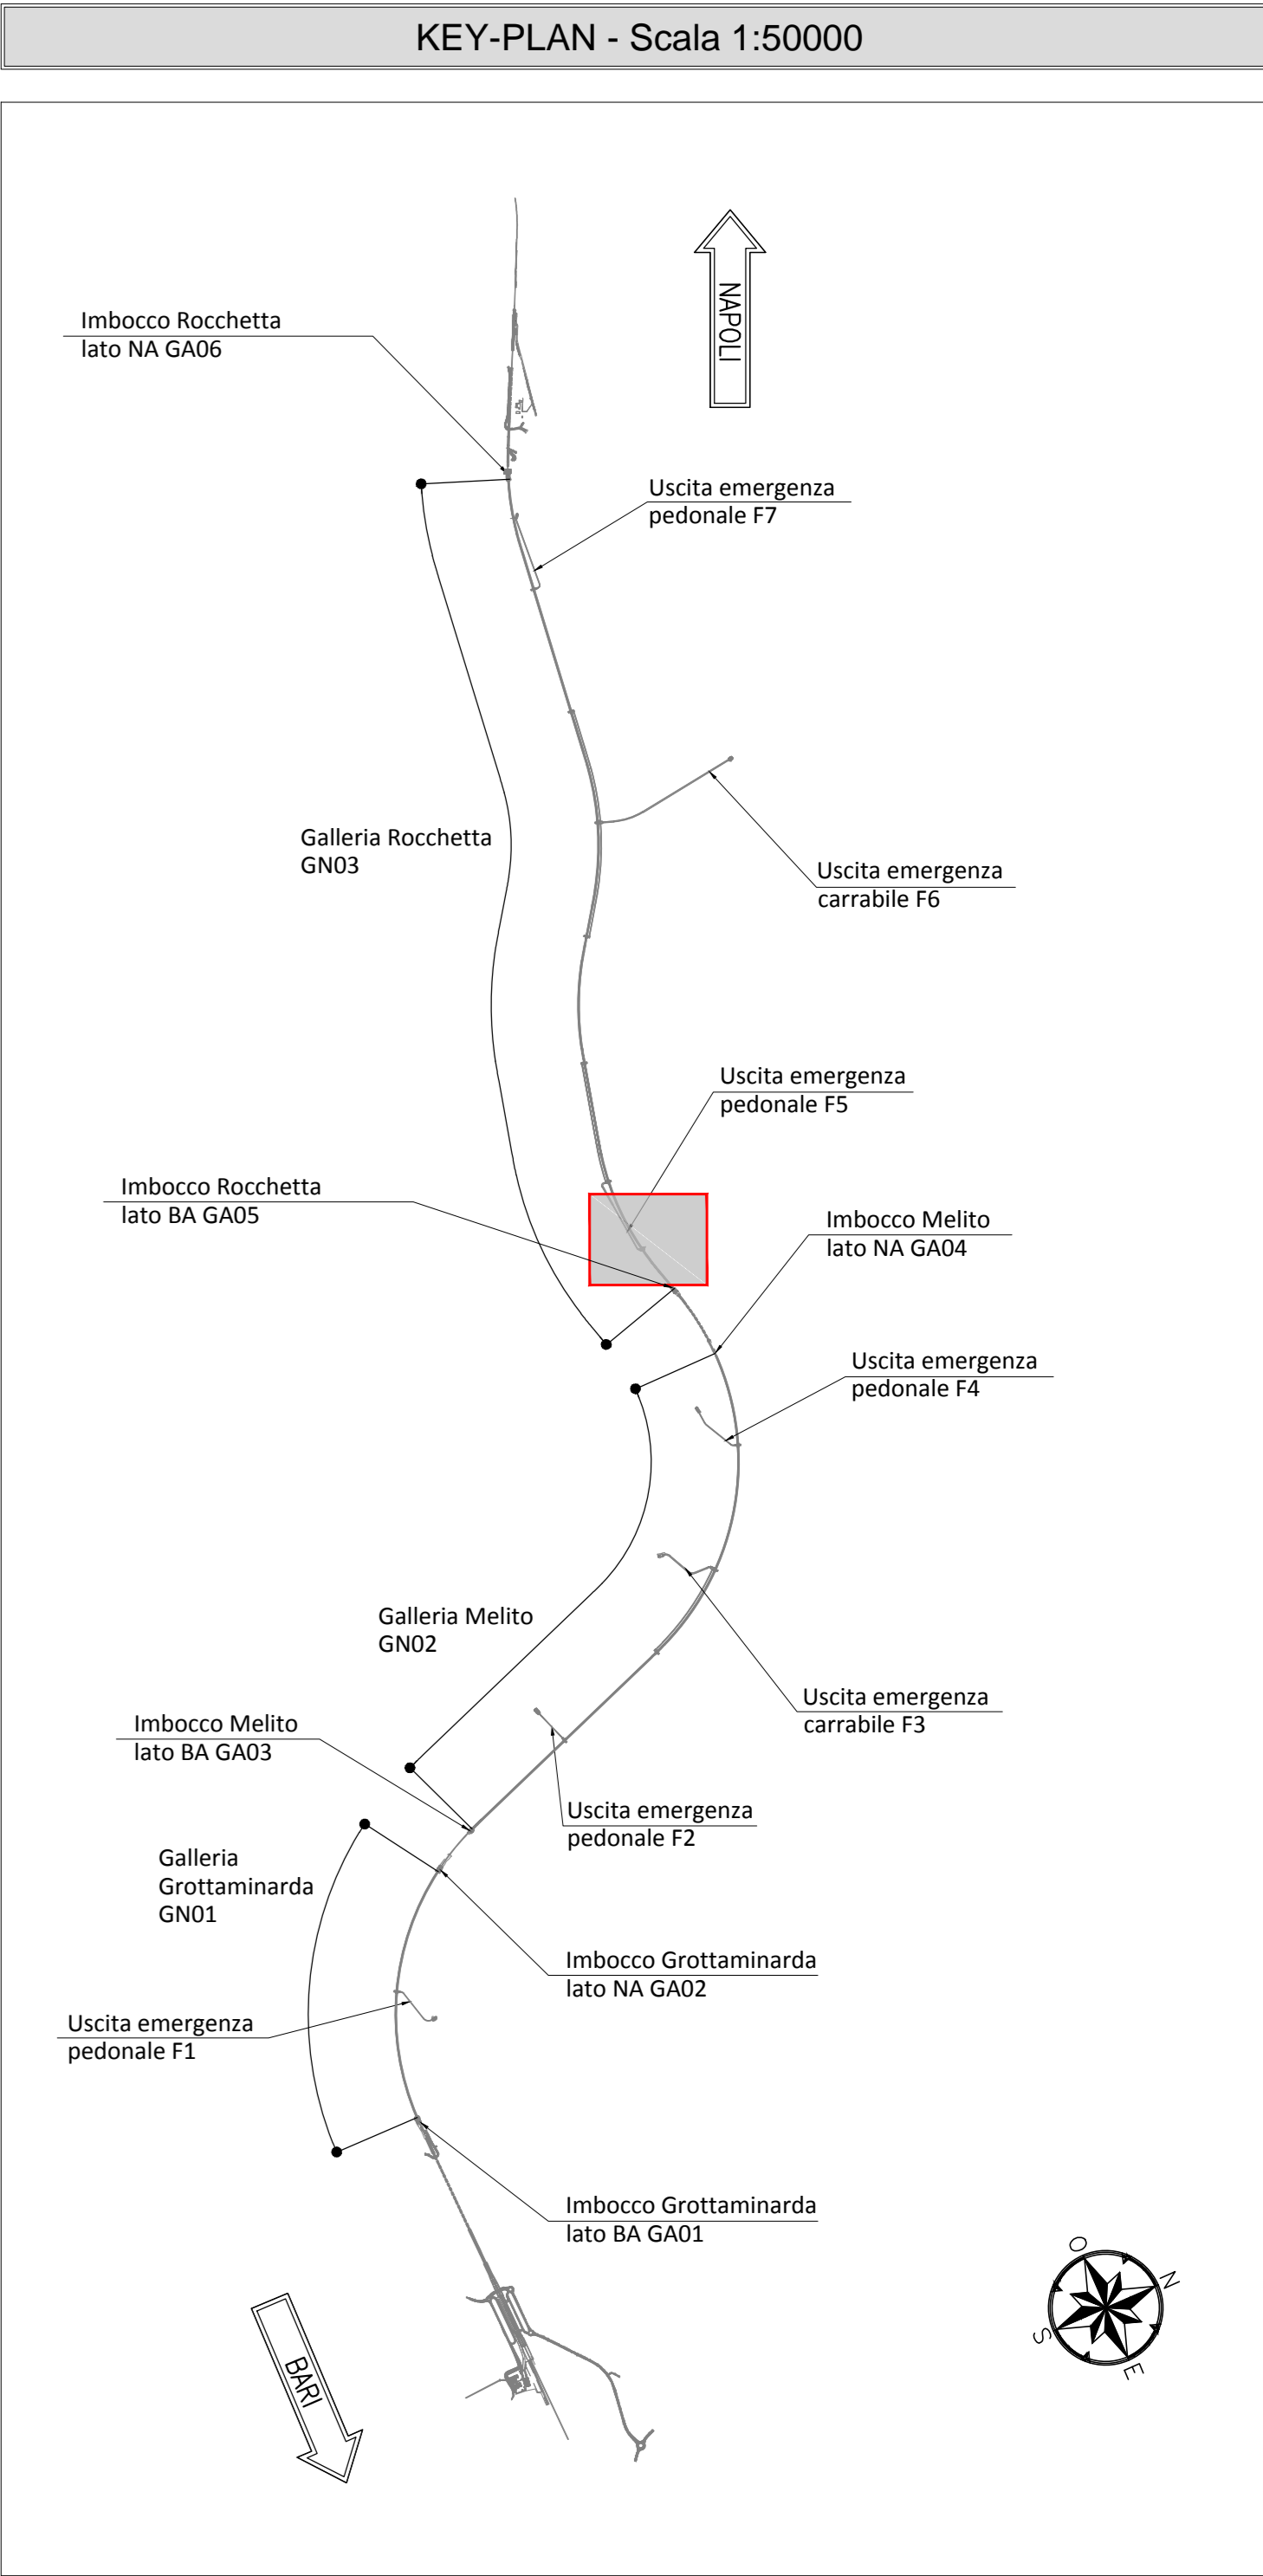 KEY-PLAN - Scala 1:50000
NAPOLI
Imbocco Rocchetta
lato NA GA06
Uscita emergenza
pedonale F7
Galleria Rocchetta
GN03
Uscita emergenza
carrabile F6
Uscita emergenza
pedonale F5
Imbocco Rocchetta
lato BA GA05
Imbocco Melito
lato NA GA04
Uscita emergenza
pedonale F4
Galleria Melito
GN02
Uscita emergenza
carrabile F3
Imbocco Melito
lato BA GA03
Uscita emergenza
pedonale F2
Galleria
Grottaminarda
GN01
Imbocco Grottaminarda
lato NA GA02
Uscita emergenza
pedonale F1
Imbocco Grottaminarda
lato BA GA01
O
N
S
E
BARI